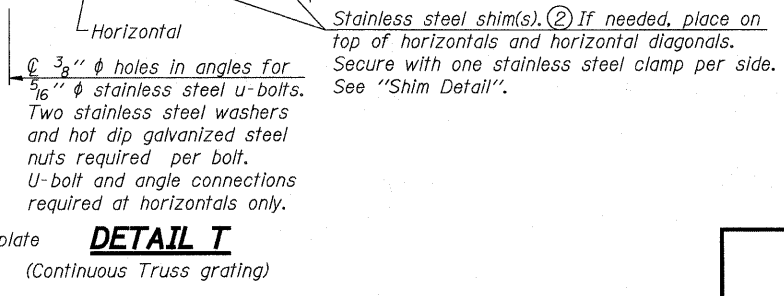 Horizontal
℄ 3/8" φ holes in angles for
5/16" φ stainless steel u-bolts.
Two stainless steel washers
and hot dip galvanized steel
nuts required per bolt.
U-bolt and angle connections
required at horizontals only.
Stainless steel shim(s). ② If needed, place on
top of horizontals and horizontal diagonals.
Secure with one stainless steel clamp per side.
See "Shim Detail".
plate
DETAIL T
(Continuous Truss grating)